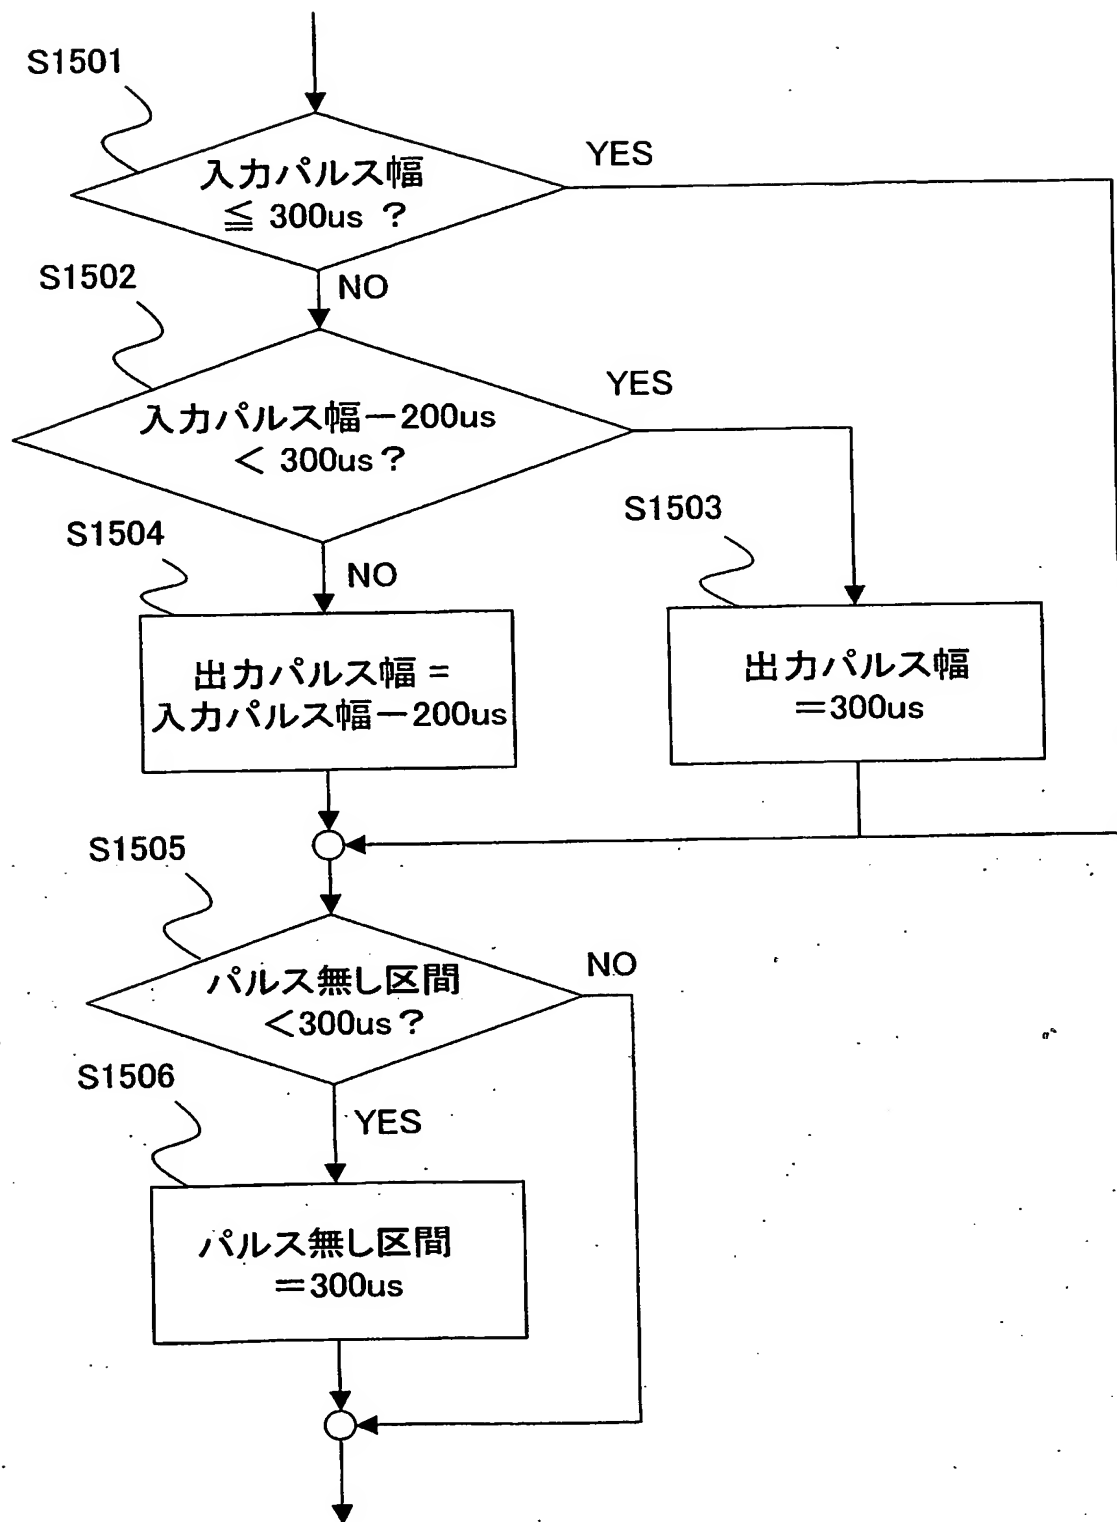 S1501
入力パルス幅
≦ 300us ?
YES
NO
S1502
入力パルス幅ー200us
< 300us?
YES
NO
S1503
出力パルス幅
=300us
S1504
出力パルス幅 =
入力パルス幅ー200us
S1505
パルス無し区間
<300us?
NO
YES
S1506
パルス無し区間
=300us